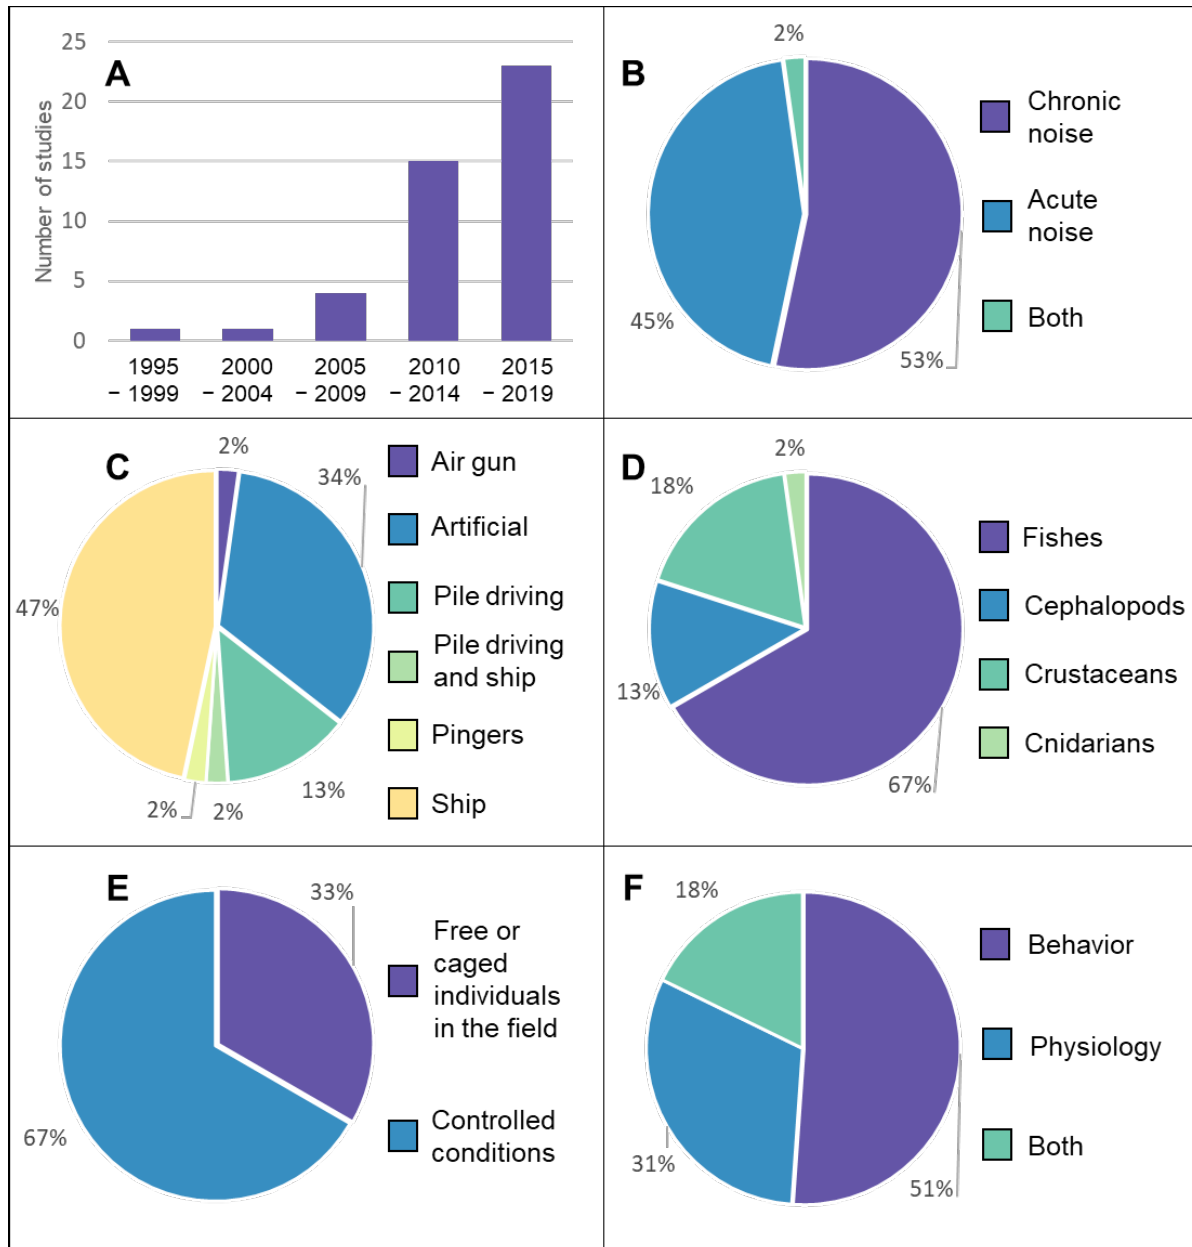 A
Number of studies
25
20
15
10
5
0
1995
– 1999
2000
– 2004
2005
– 2009
2010
– 2014
2015
– 2019
B
2%
45%
53%
Chronic
noise
Acute
noise
Both
C
2%
34%
47%
13%
2%
2%
Air gun
Artificial
Pile driving
Pile driving
and ship
Pingers
Ship
D
2%
18%
13%
67%
Fishes
Cephalopods
Crustaceans
Cnidarians
E
33%
67%
Free or
caged
individuals
in the field
Controlled
conditions
F
18%
31%
51%
Behavior
Physiology
Both